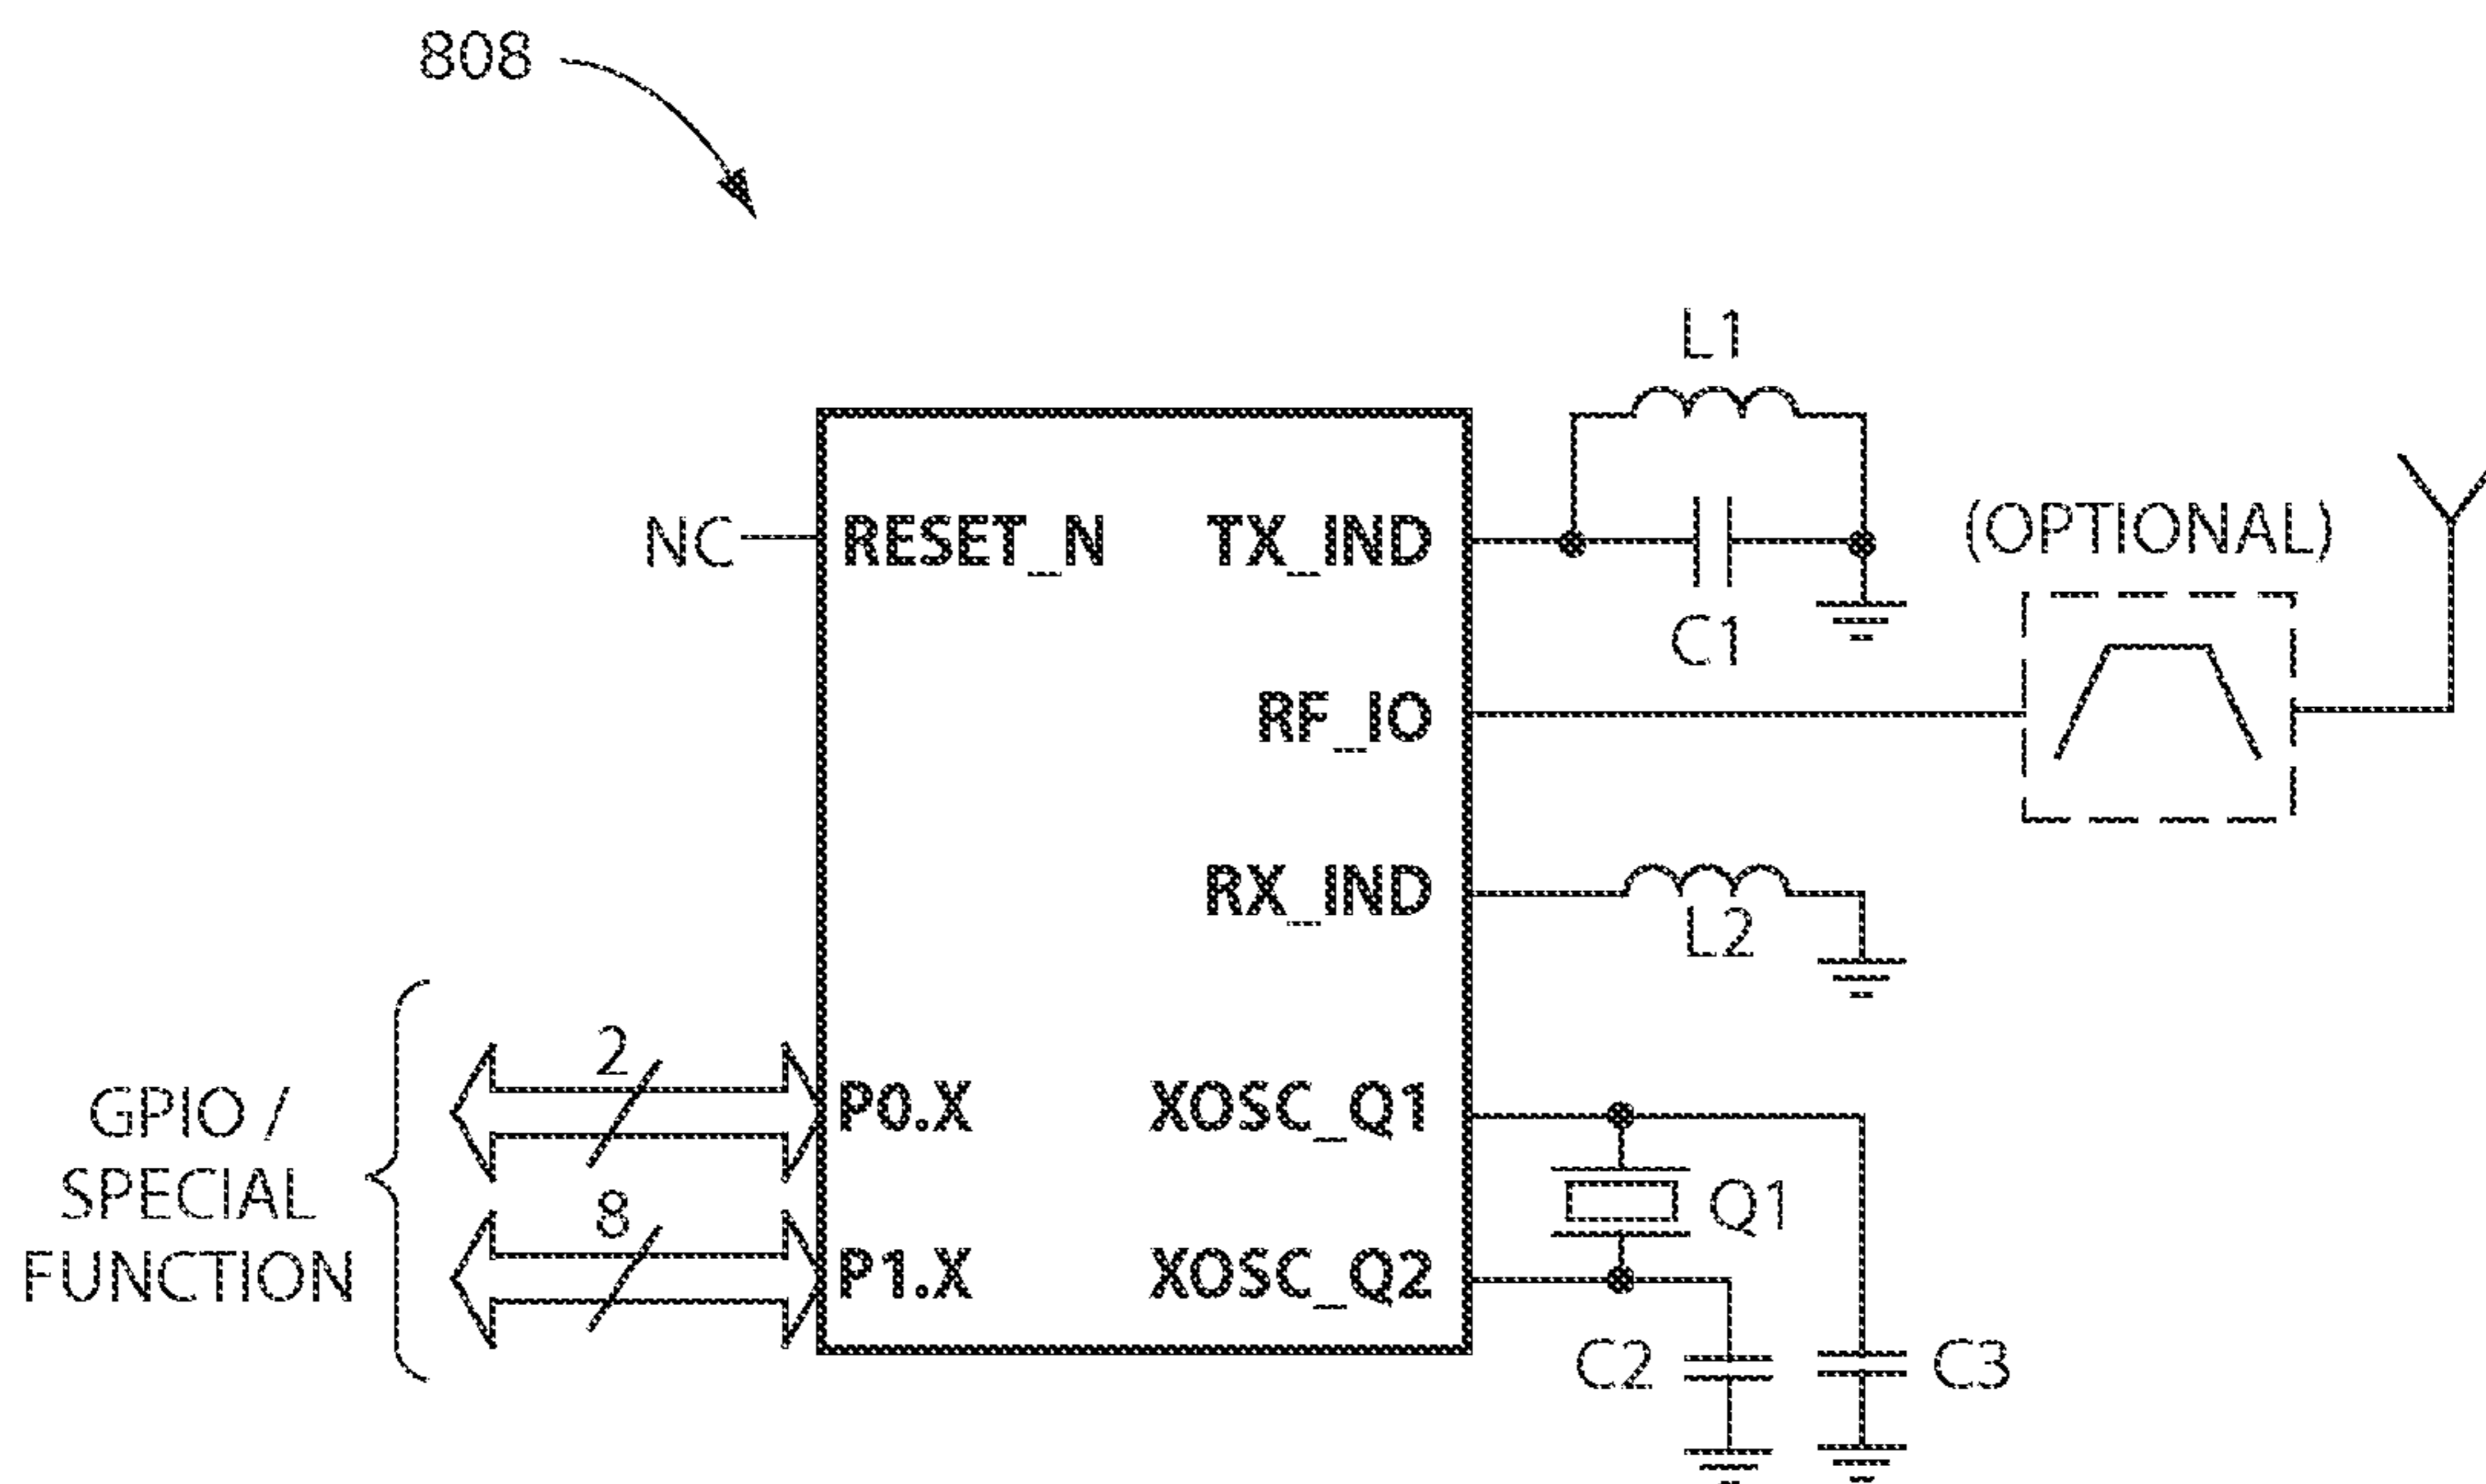 808
L1
NC
RESET_N
TX_IND
(OPTIONAL)
C1
RF_IO
RX_IND
L2
GPIO /
SPECIAL
FUNCTION
2
P0.X
XOSC_Q1
Q1
8
P1.X
XOSC_Q2
C2
C3